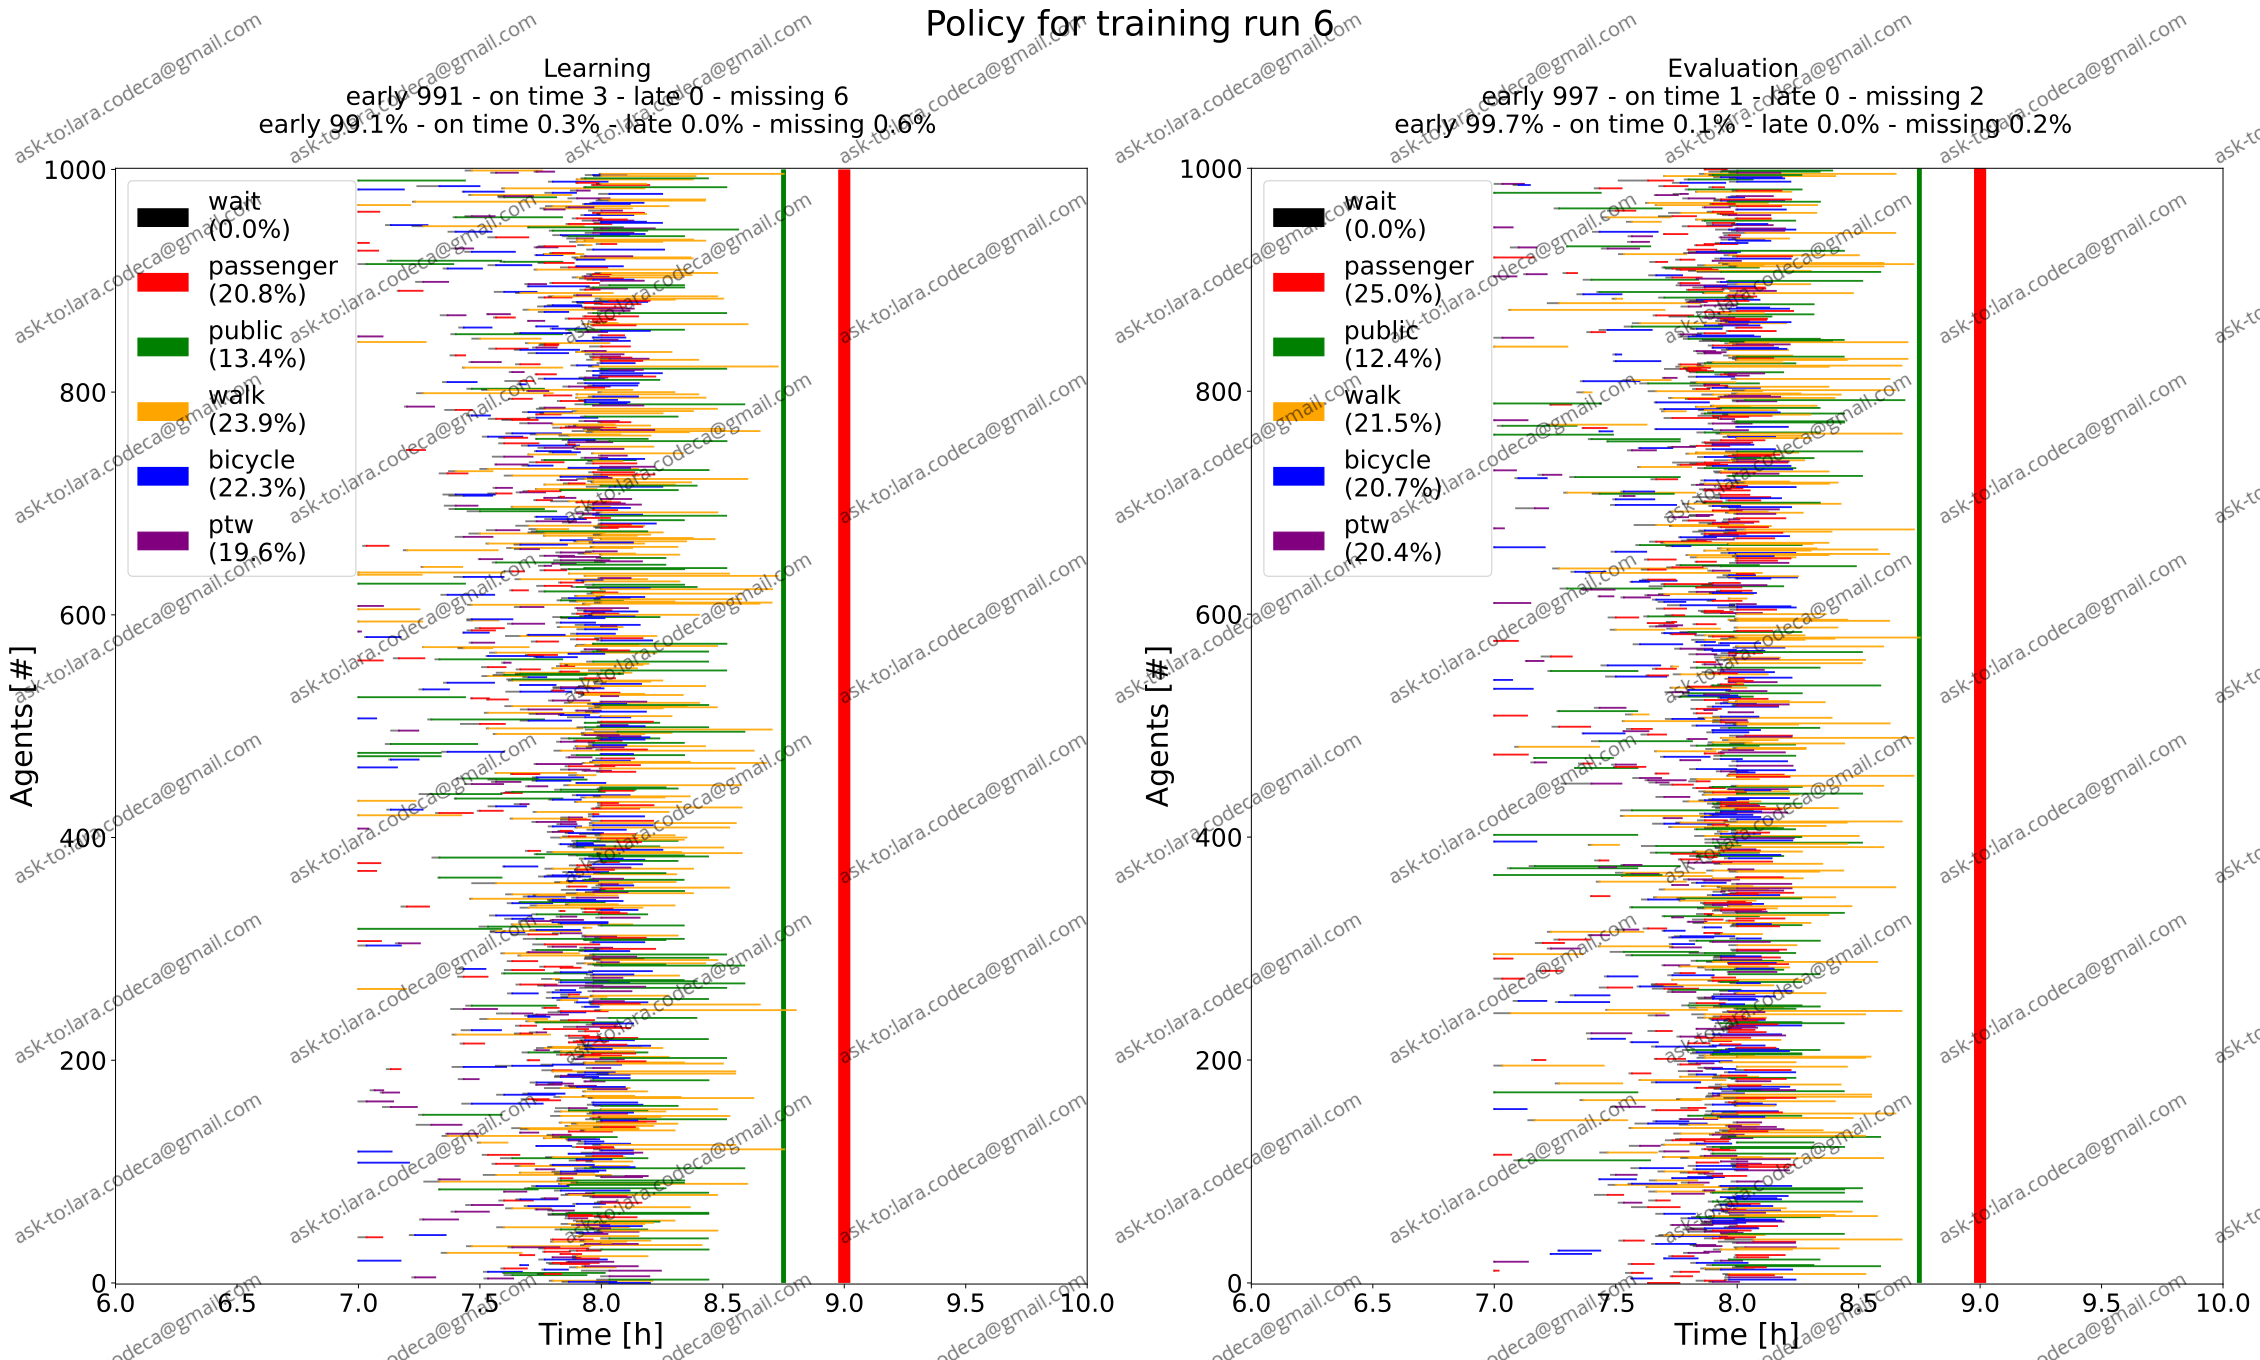 Policy for training run 6
Learning
early 991 - on time 3 - late 0 - missing 6
early 99.1% - on time 0.3% - late 0.0% - missing 0.6%
1000
800
600
400
200
0
Agents [#]
wait
(0.0%)
passenger
(20.8%)
public
(13.4%)
walk
(23.9%)
bicycle
(22.3%)
ptw
(19.6%)
6.0 6.5 7.0 7.5 8.0 8.5 9.0 9.5 10.0
Time [h]
Evaluation
early 997 - on time 1 - late 0 - missing 2
early 99.7% - on time 0.1% - late 0.0% - missing 0.2%
1000
800
600
400
200
0
Agents [#]
wait
(0.0%)
passenger
(25.0%)
public
(12.4%)
walk
(21.5%)
bicycle
(20.7%)
ptw
(20.4%)
6.0 6.5 7.0 7.5 8.0 8.5 9.0 9.5 10.0
Time [h]
ask-to:lara.codeca@gmail.com